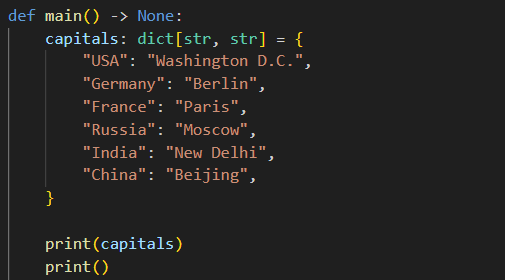 def main() -> None:
    capitals: dict[str, str] = {
        "USA": "Washington D.C.",
        "Germany": "Berlin",
        "France": "Paris",
        "Russia": "Moscow",
        "India": "New Delhi",
        "China": "Beijing",
    }

    print(capitals)
    print()